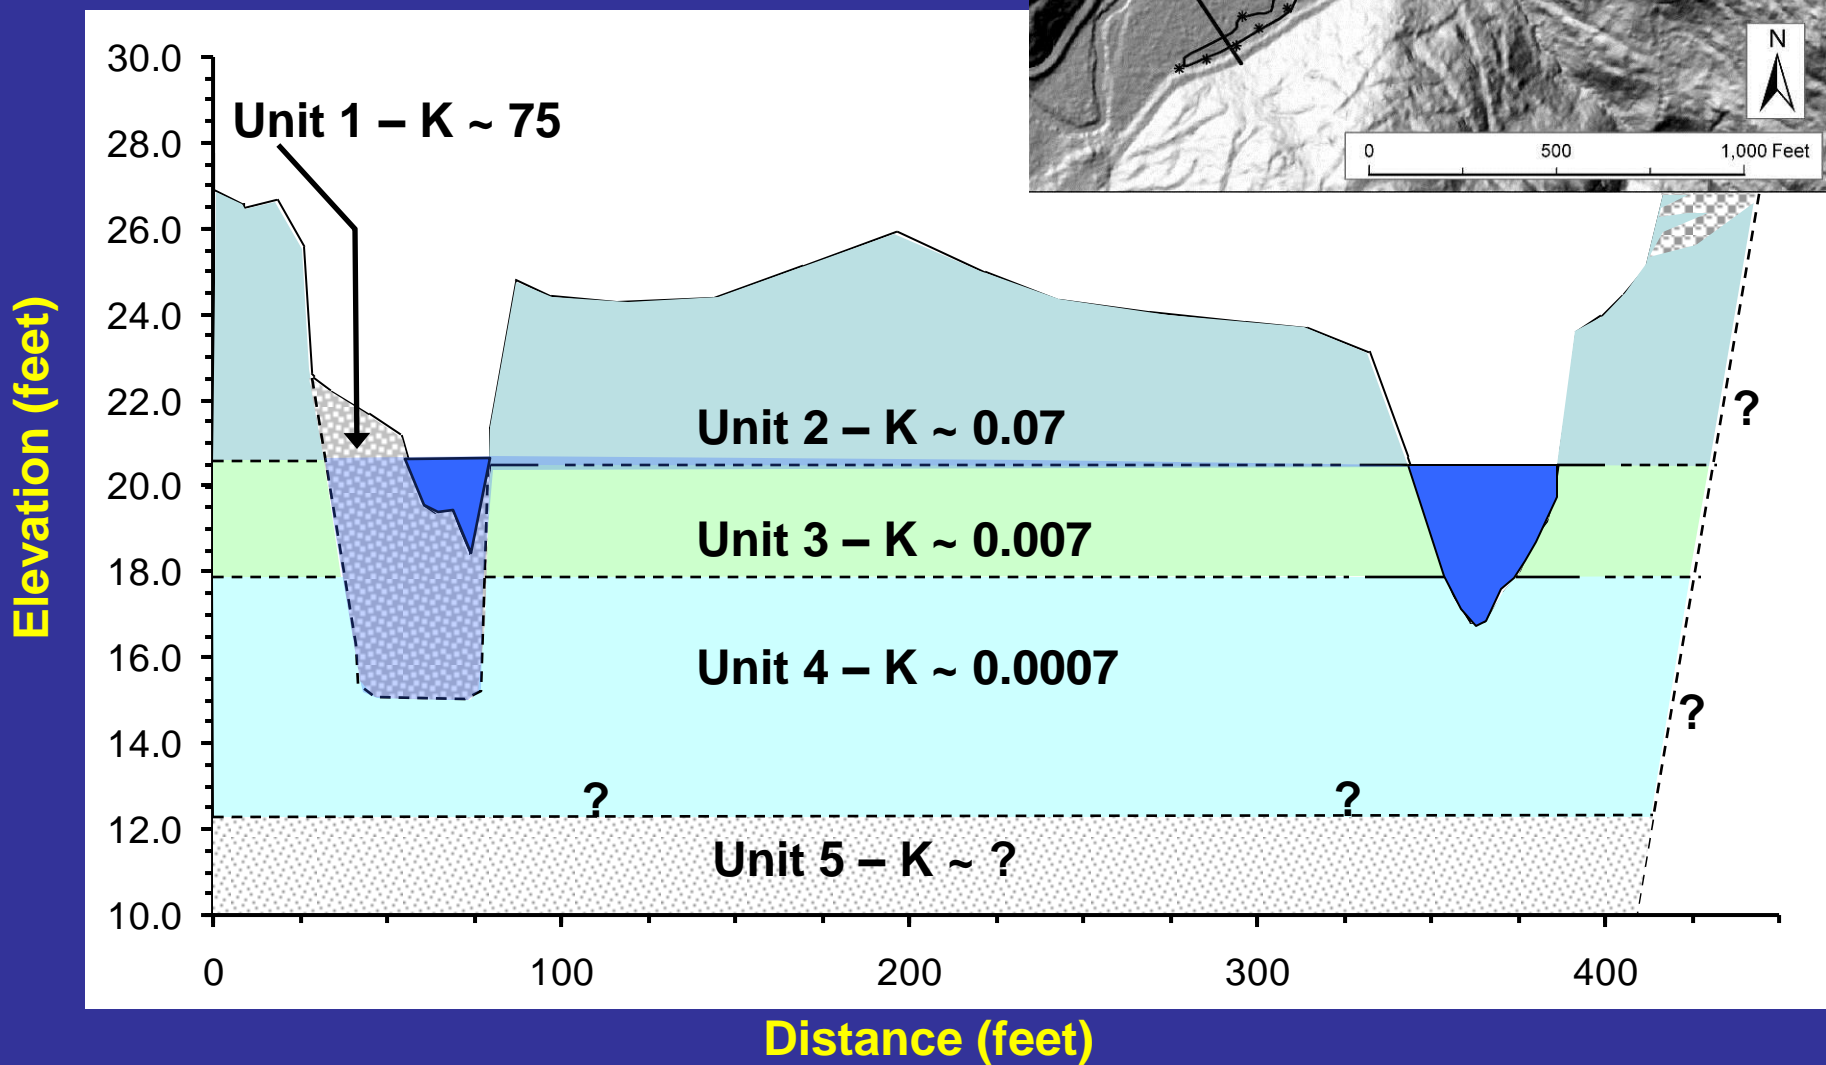 N
0 500 1,000 Feet
30.0
Unit 1 – K ~ 75
28.0
26.0
24.0
22.0
Unit 2 – K ~ 0.07
?
20.0
Unit 3 – K ~ 0.007
18.0
16.0
Unit 4 – K ~ 0.0007
?
14.0
? ?
12.0
Unit 5 – K ~ ?
10.0
0 100 200 300 400
Elevation (feet)
Distance (feet)